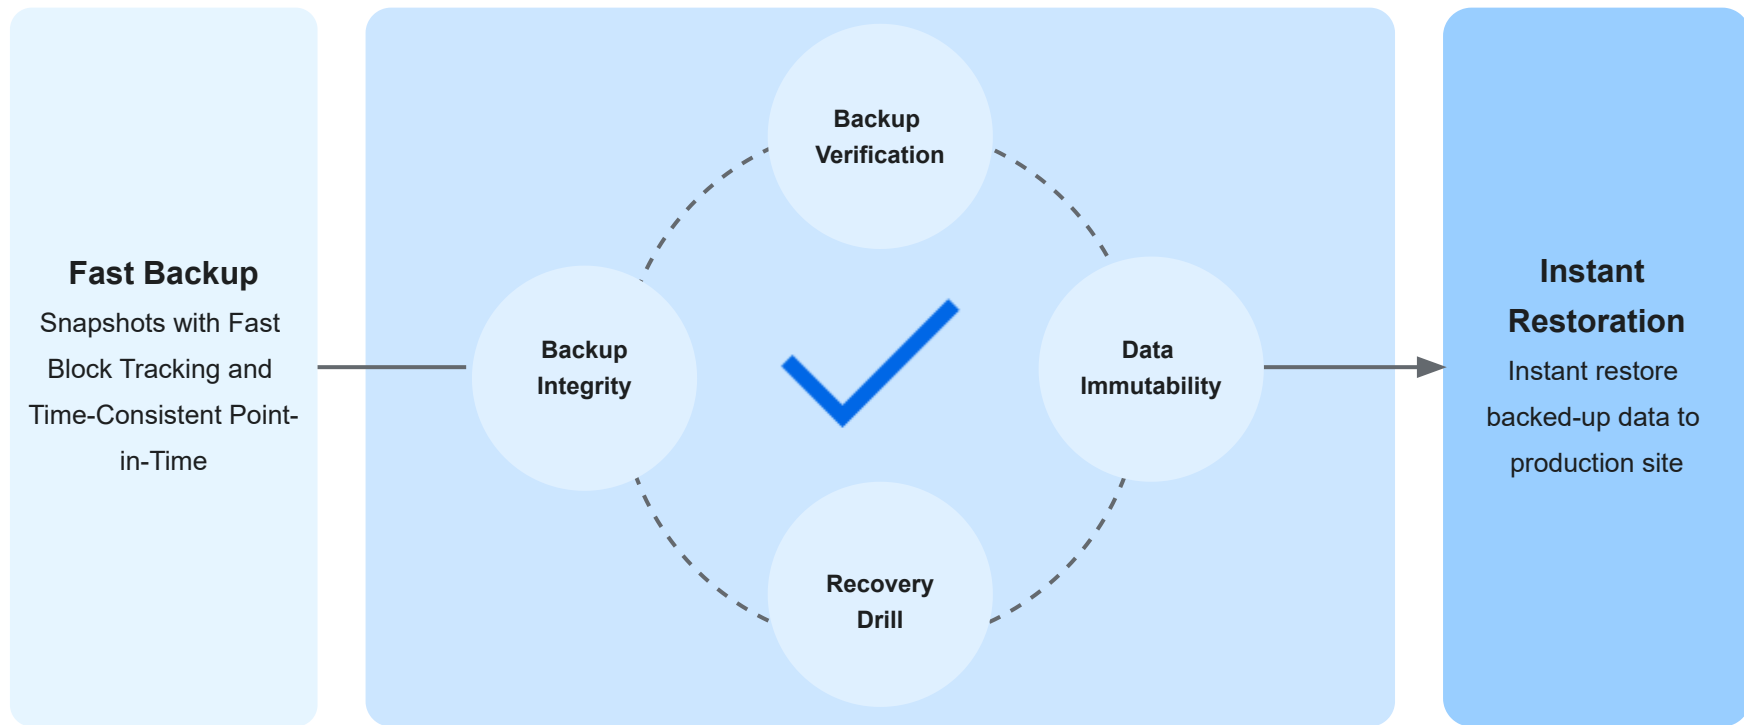 Fast Backup
Snapshots with Fast
Block Tracking and
Time-Consistent Point-
in-Time
Backup
Verification
Backup
Integrity
Data
Immutability
Recovery
Drill
Instant
Restoration
Instant restore
backed-up data to
production site